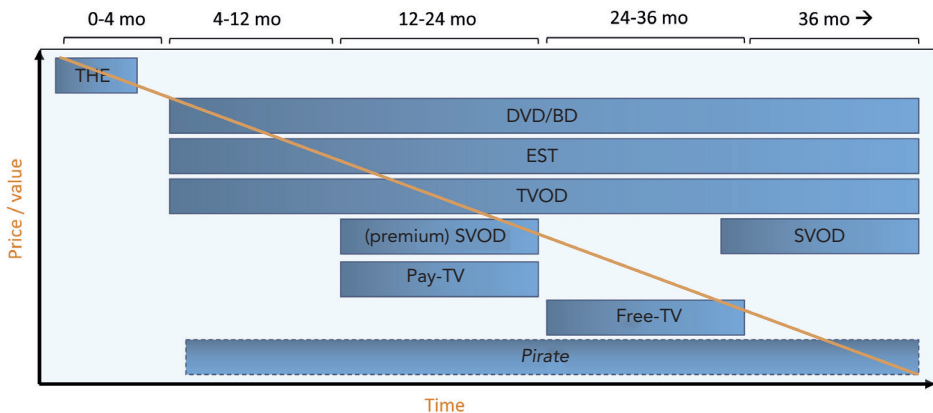 0-4 mo
4-12 mo
12-24 mo
24-36 mo
36 mo →
THE
DVD/BD
EST
TVOD
(premium) SVOD
SVOD
Pay-TV
Free-TV
Pirate
Price / value
Time